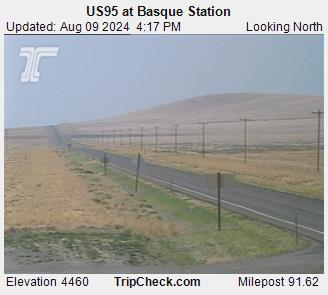 US95 at Basque Station
Updated: Aug 09 2024 4:17 PM Looking North
Elevation 4460 TripCheck.com Milepost 91.62